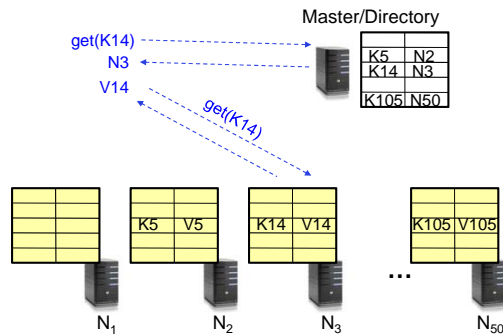 Master/Directory
get(K14)
N3
V14
get(K14)
K5 N2
K14 N3
K105 N50
K5 V5
K14 V14
K105 V105
...
N1
N2
N3
N50